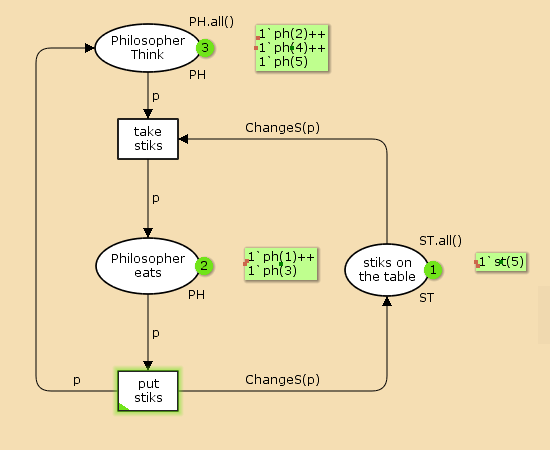 PH.all()
Philosopher
Think
3
PH
1`ph(2)++
1`ph(4)++
1`ph(5)
p
take
stiks
ChangeS(p)
p
Philosopher
eats
2
PH
1`ph(1)++
1`ph(3)
ST.all()
stiks on
the table
1
ST
1`st(5)
p
p
put
stiks
ChangeS(p)